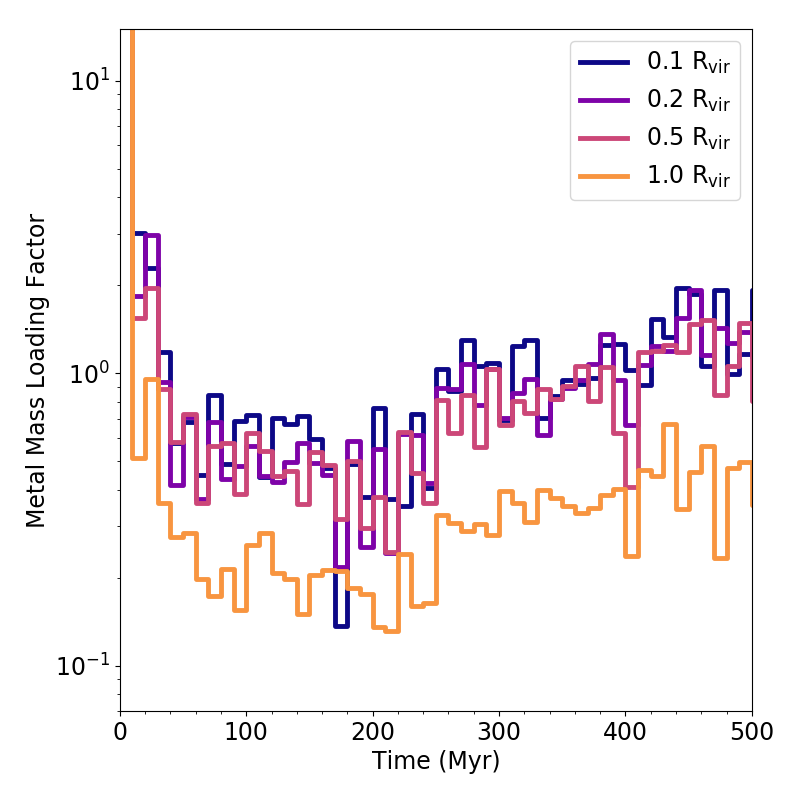 0.1 R_vir
0.2 R_vir
0.5 R_vir
1.0 R_vir
10^1
10^0
10^-1
Metal Mass Loading Factor
0 100 200 300 400 500
Time (Myr)